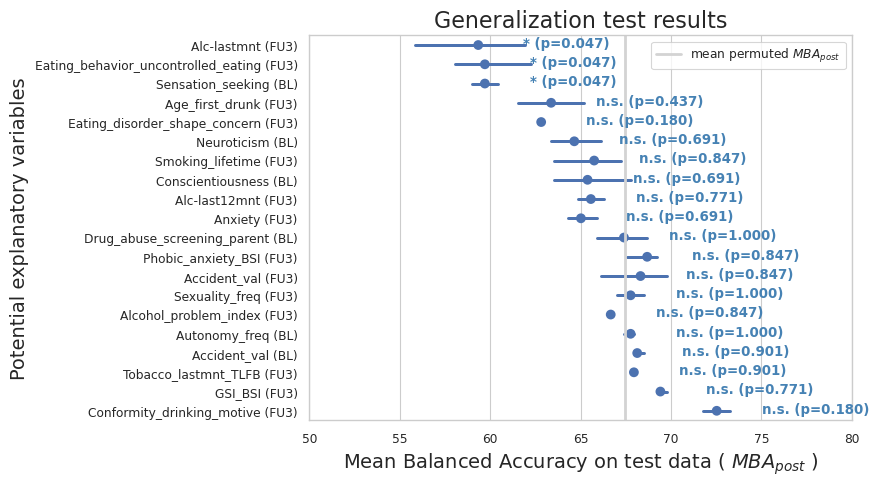 Generalization test results
mean permuted MBA_post
Alc-lastmnt (FU3) * (p=0.047)
Eating_behavior_uncontrolled_eating (FU3) * (p=0.047)
Sensation_seeking (BL) * (p=0.047)
Age_first_drunk (FU3) n.s. (p=0.437)
Eating_disorder_shape_concern (FU3) n.s. (p=0.180)
Neuroticism (BL) n.s. (p=0.691)
Smoking_lifetime (FU3) n.s. (p=0.847)
Conscientiousness (BL) n.s. (p=0.691)
Alc-last12mnt (FU3) n.s. (p=0.771)
Anxiety (FU3) n.s. (p=0.691)
Drug_abuse_screening_parent (BL) n.s. (p=1.000)
Phobic_anxiety_BSI (FU3) n.s. (p=0.847)
Accident_val (FU3) n.s. (p=0.847)
Sexuality_freq (FU3) n.s. (p=1.000)
Alcohol_problem_index (FU3) n.s. (p=0.847)
Autonomy_freq (BL) n.s. (p=1.000)
Accident_val (BL) n.s. (p=0.901)
Tobacco_lastmnt_TLFB (FU3) n.s. (p=0.901)
GSI_BSI (FU3) n.s. (p=0.771)
Conformity_drinking_motive (FU3) n.s. (p=0.180)
Potential explanatory variables
50 55 60 65 70 75 80
Mean Balanced Accuracy on test data ( MBA_post )